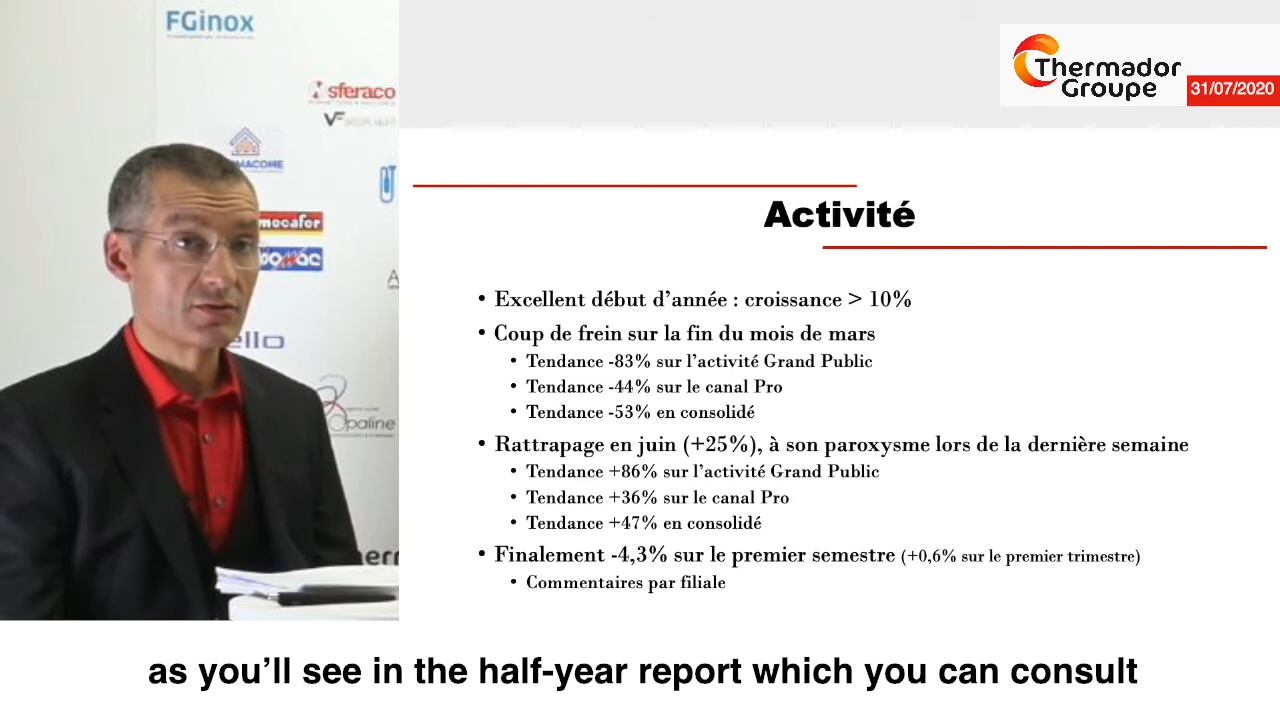 FGinox
sferaco
Thermador
Groupe
31/07/2020
mecafer
Activité
• Excellent début d’année : croissance > 10%
• Coup de frein sur la fin du mois de mars
• Tendance -83% sur l’activité Grand Public
• Tendance -44% sur le canal Pro
• Tendance -53% en consolidé
• Rattrapage en juin (+25%), à son paroxysme lors de la dernière semaine
• Tendance +86% sur l’activité Grand Public
• Tendance +36% sur le canal Pro
• Tendance +47% en consolidé
• Finalement -4,3% sur le premier semestre (+0,6% sur le premier trimestre)
• Commentaires par filiale
as you’ll see in the half-year report which you can consult